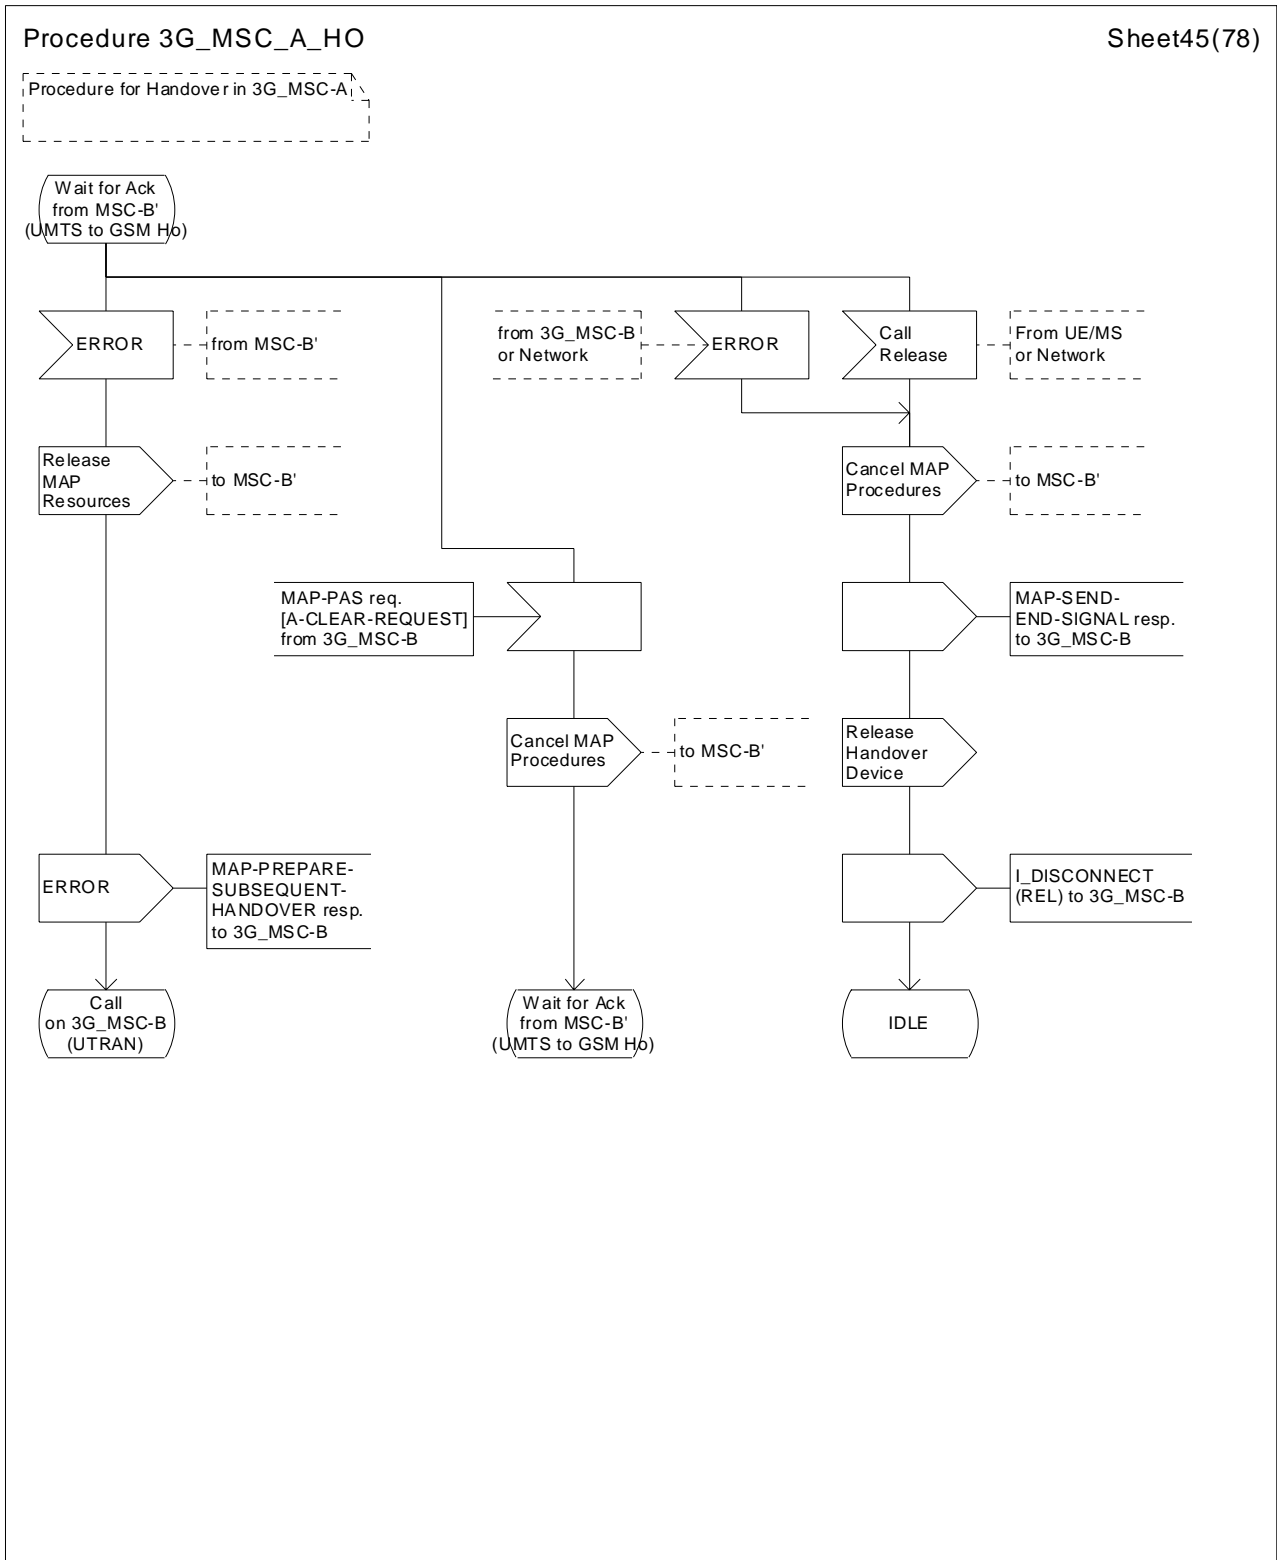 Procedure 3G_MSC_A_HO
Sheet45(78)
Procedure for Handover in 3G_MSC-A
Wait for Ack
from MSC-B'
(UMTS to GSM Ho)
ERROR
from MSC-B'
from 3G_MSC-B
or Network
ERROR
Call
Release
From UE/MS
or Network
Release
MAP
Resources
to MSC-B'
Cancel MAP
Procedures
to MSC-B'
MAP-PAS req.
[A-CLEAR-REQUEST]
from 3G_MSC-B
MAP-SEND-
END-SIGNAL resp.
to 3G_MSC-B
Cancel MAP
Procedures
to MSC-B'
Release
Handover
Device
ERROR
MAP-PREPARE-
SUBSEQUENT-
HANDOVER resp.
to 3G_MSC-B
I_DISCONNECT
(REL) to 3G_MSC-B
Call
on 3G_MSC-B
(UTRAN)
Wait for Ack
from MSC-B'
(UMTS to GSM Ho)
IDLE